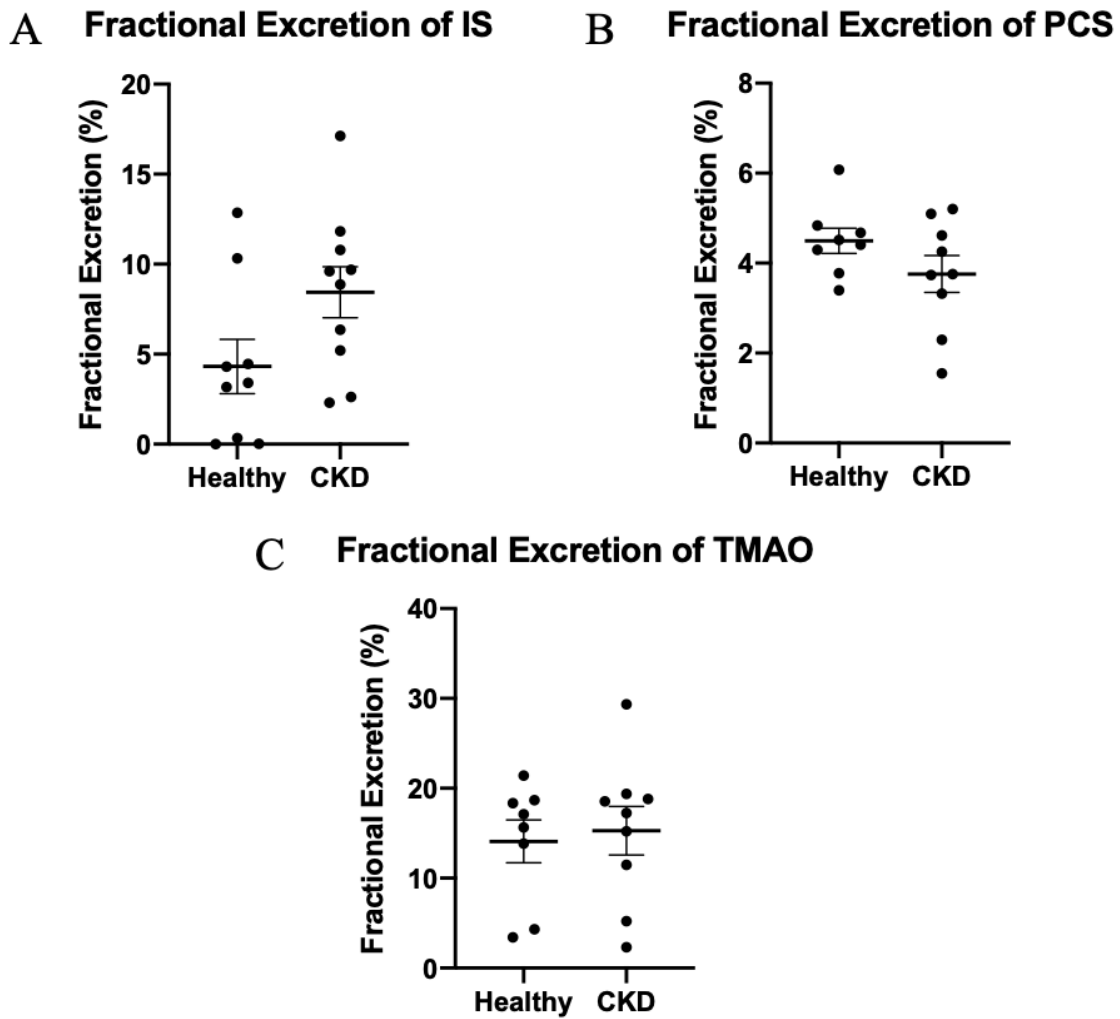 A Fractional Excretion of IS
Fractional Excretion (%)
20
15
10
5
0
Healthy CKD
B Fractional Excretion of PCS
Fractional Excretion (%)
8
6
4
2
0
Healthy CKD
C Fractional Excretion of TMAO
Fractional Excretion (%)
40
30
20
10
0
Healthy CKD